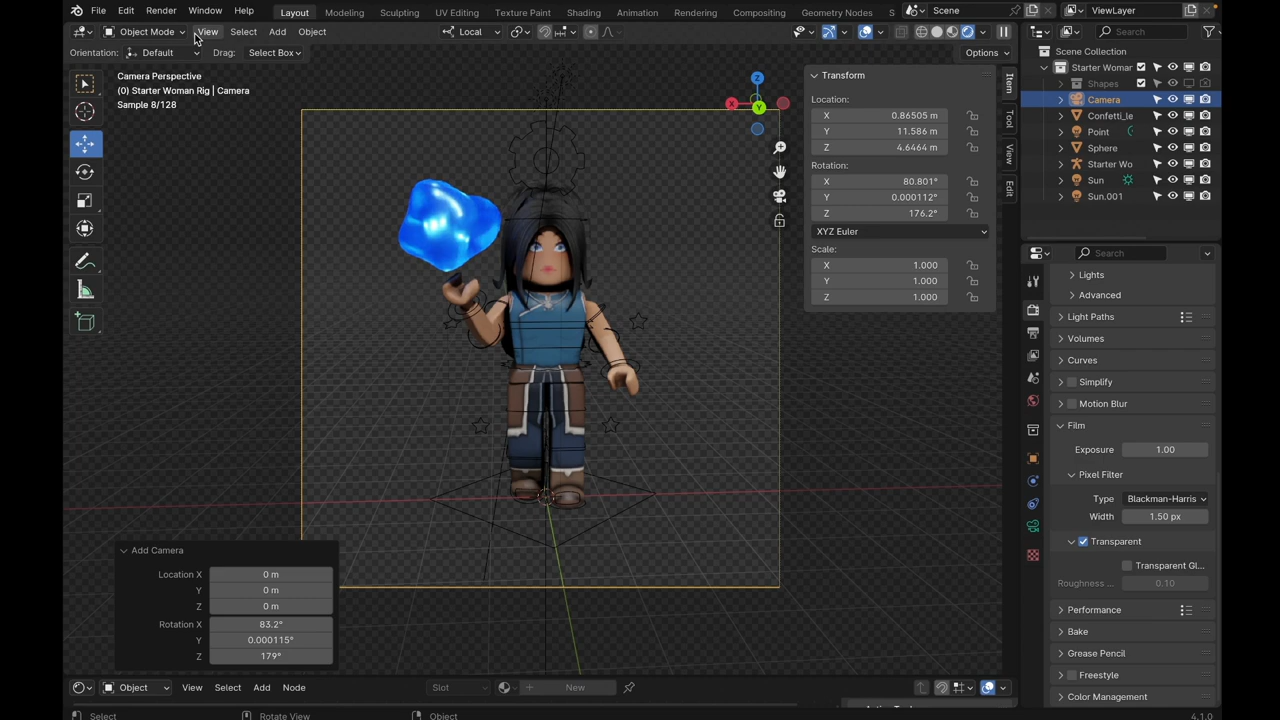 File Edit Render Window Help Layout Modeling Sculpting UV Editing Texture Paint Shading Animation Rendering Compositing Geometry Nodes Scene ViewLayer
Object Mode View Select Add Object Local Search
Orientation: Default Drag: Select Box Options
Camera Perspective
(0) Starter Woman Rig | Camera
Sample 8/128
X
Y
Z
Transform
Location:
X 0.86505 m
Y 11.586 m
Z 4.6464 m
Rotation:
X 80.801°
Y 0.000112°
Z 176.2°
XYZ Euler
Scale:
X 1.000
Y 1.000
Z 1.000
Item
Tool
View
Edit
Scene Collection
Starter Womar
Shapes
Camera
Confetti_le
Point
Sphere
Starter Wo
Sun
Sun.001
Search
Lights
Advanced
Light Paths
Volumes
Curves
Simplify
Motion Blur
Film
Exposure 1.00
Pixel Filter
Type Blackman-Harris
Width 1.50 px
Transparent
Transparent Gl...
Roughness ... 0.10
Performance
Bake
Grease Pencil
Freestyle
Color Management
Add Camera
Location X 0 m
Y 0 m
Z 0 m
Rotation X 83.2°
Y 0.000115°
Z 179°
Object View Select Add Node Slot New
Select Rotate View Object 4.1.0